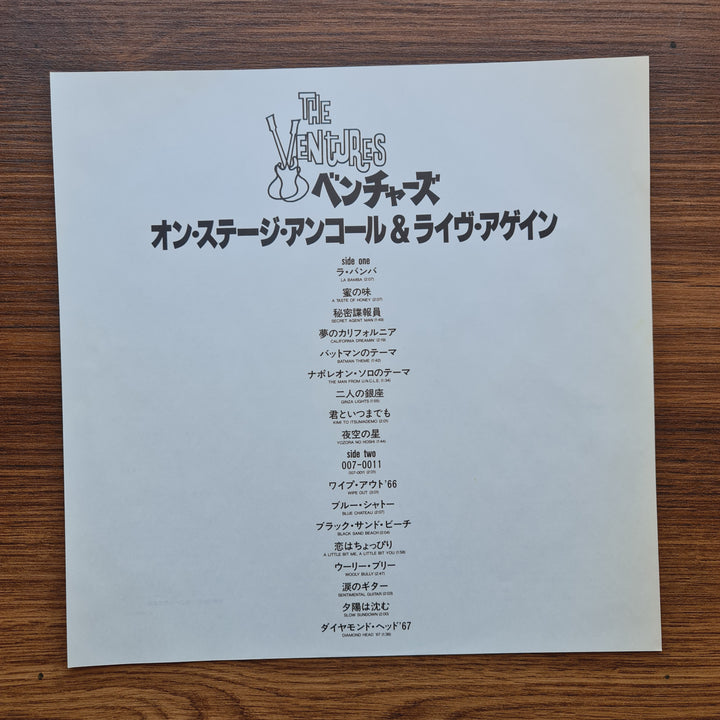 THE
VENTURES
ベンチャーズ
オン・ステージ・アンコール&ライヴ・アゲイン
side one
ラ・バンバ
LA BAMBA (2:07)
蜜の味
A TASTE OF HONEY (2:07)
秘密諜報員
SECRET AGENT MAN (1:49)
夢のカリフォルニア
CALIFORNIA DREAMIN' (2:19)
バットマンのテーマ
BATMAN THEME (1:42)
ナポレオン・ソロのテーマ
THE MAN FROM U.N.C.L.E. (1:34)
二人の銀座
GINZA LIGHTS (1:55)
君といつまでも
KIMI TO ITSUMADEMO (2:07)
夜空の星
YOZORA NO HOSHI (1:44)
side two
007-0011
007-0011 (2:01)
ワイプ・アウト'66
WIPE OUT (3:01)
ブルー・シャトー
BLUE CHATEAU (2:07)
ブラック・サンド・ビーチ
BLACK SAND BEACH (2:04)
恋はちょっぴり
A LITTLE BIT ME, A LITTLE BIT YOU (1:58)
ウーリー・ブリー
WOOLY BULLY (2:47)
涙のギター
SENTIMENTAL GUITAR (2:03)
夕陽は沈む
SLOW SUNDOWN (2:00)
ダイヤモンド・ヘッド'67
DIAMOND HEAD '67 (1:36)